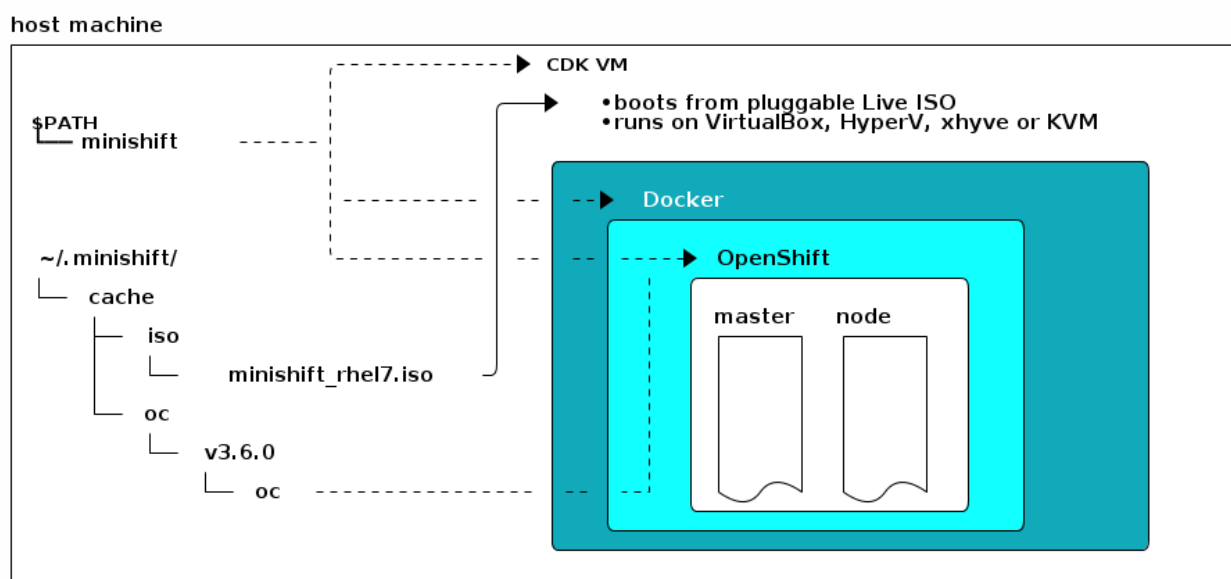 host machine
CDK VM
•boots from pluggable Live ISO
•runs on VirtualBox, HyperV, xhyve or KVM
$PATH
minishift
Docker
~/.minishift/
OpenShift
cache
master node
iso
minishift_rhel7.iso
oc
v3.6.0
oc